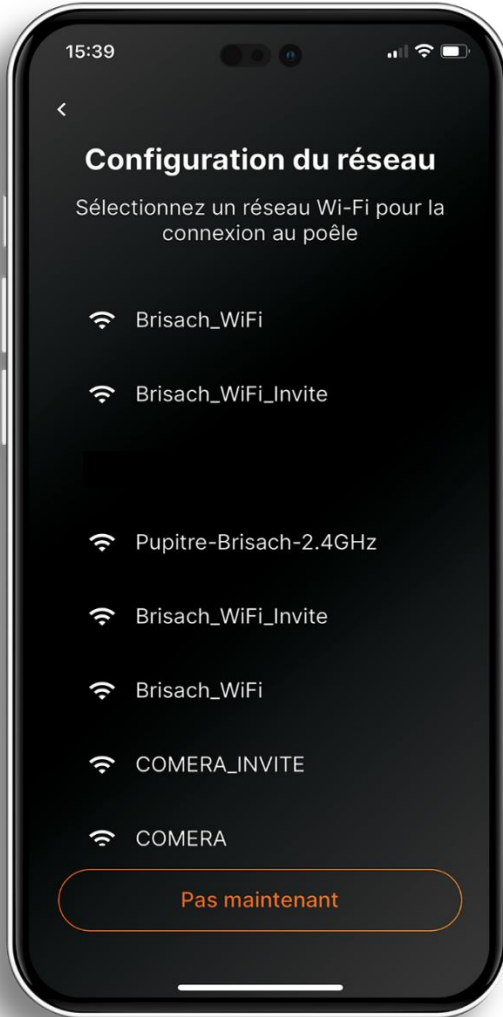 15:39
Configuration du réseau
Sélectionnez un réseau Wi-Fi pour la
connexion au poêle
Brisach_WiFi
Brisach_WiFi_Invite
Pupitre-Brisach-2.4GHz
Brisach_WiFi_Invite
Brisach_WiFi
COMERA_INVITE
COMERA
Pas maintenant